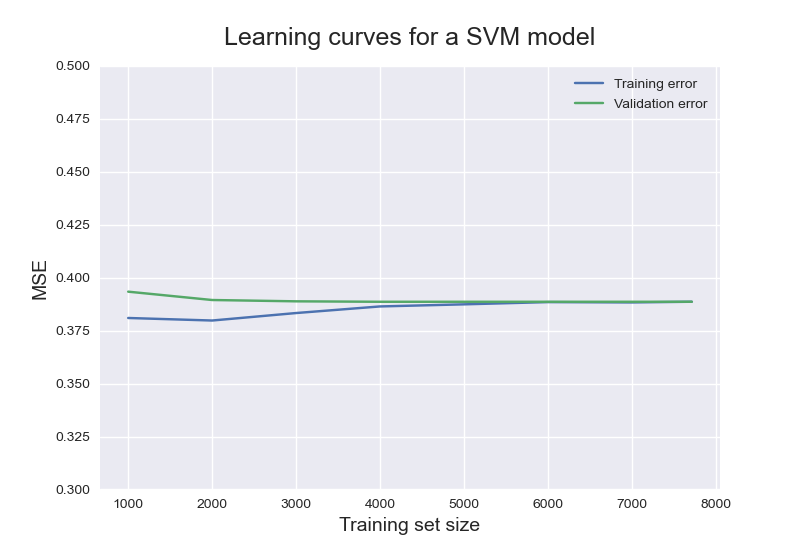 Learning curves for a SVM model
0.500
0.475
0.450
0.425
0.400
0.375
0.350
0.325
0.300
MSE
Training error
Validation error
1000 2000 3000 4000 5000 6000 7000 8000
Training set size